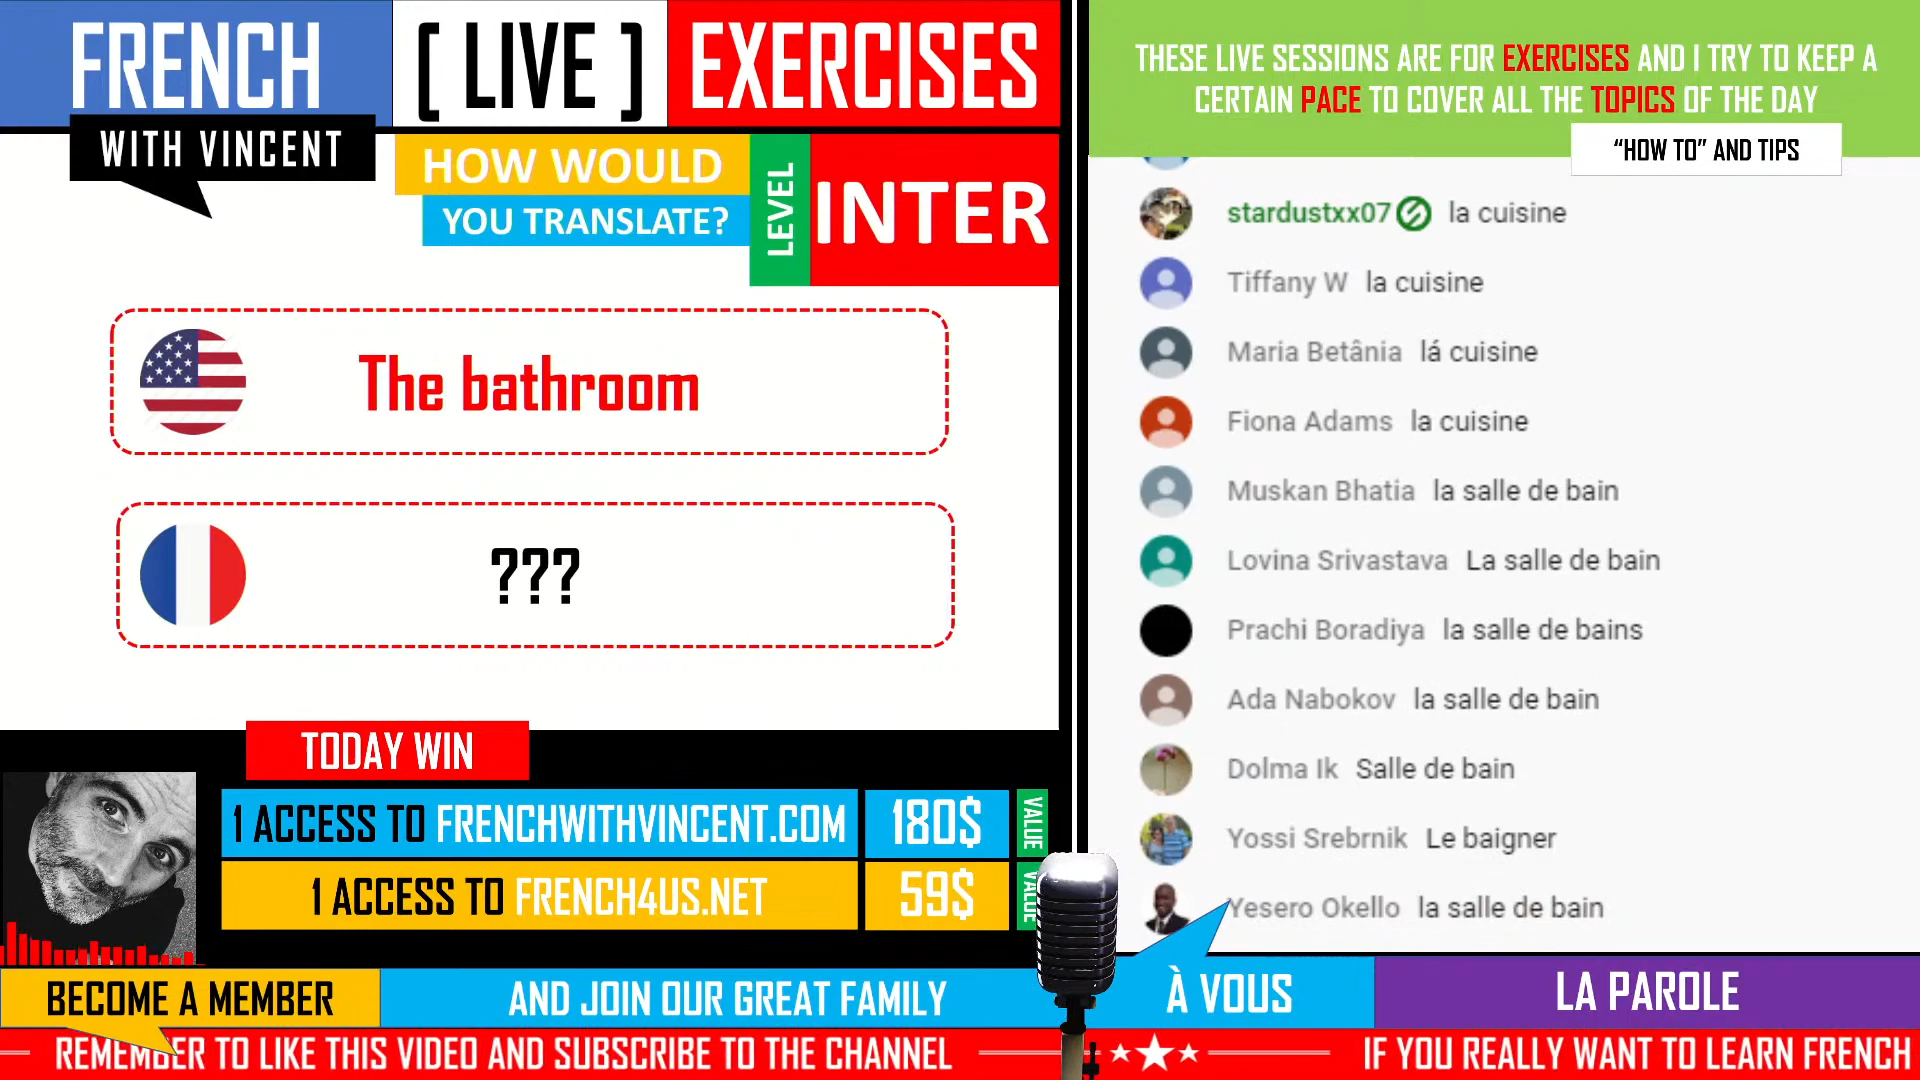 FRENCH [ LIVE ] EXERCISES
WITH VINCENT
HOW WOULD
YOU TRANSLATE?
LEVEL
INTER
The bathroom
???
TODAY WIN
1 ACCESS TO FRENCHWITHVINCENT.COM 180$ VALUE
1 ACCESS TO FRENCH4US.NET 59$ VALUE
BECOME A MEMBER AND JOIN OUR GREAT FAMILY
THESE LIVE SESSIONS ARE FOR EXERCISES AND I TRY TO KEEP A
CERTAIN PACE TO COVER ALL THE TOPICS OF THE DAY
“HOW TO” AND TIPS
stardustxx07 la cuisine
Tiffany W la cuisine
Maria Betânia lá cuisine
Fiona Adams la cuisine
Muskan Bhatia la salle de bain
Lovina Srivastava La salle de bain
Prachi Boradiya la salle de bains
Ada Nabokov la salle de bain
Dolma Ik Salle de bain
Yossi Srebrnik Le baigner
Yesero Okello la salle de bain
À VOUS LA PAROLE
REMEMBER TO LIKE THIS VIDEO AND SUBSCRIBE TO THE CHANNEL
IF YOU REALLY WANT TO LEARN FRENCH